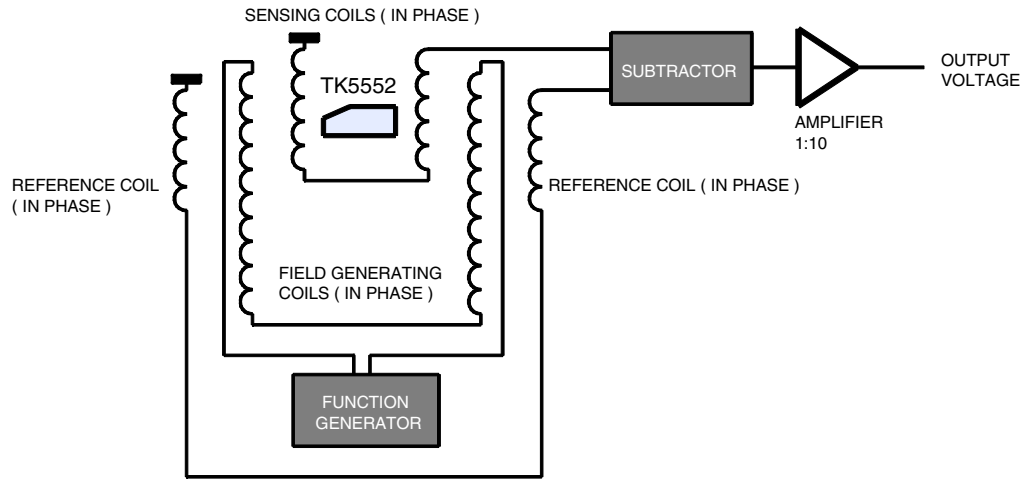 SENSING COILS ( IN PHASE )
TK5552
SUBTRACTOR
OUTPUT
VOLTAGE
AMPLIFIER
1:10
REFERENCE COIL
( IN PHASE )
REFERENCE COIL ( IN PHASE )
FIELD GENERATING
COILS ( IN PHASE )
FUNCTION
GENERATOR